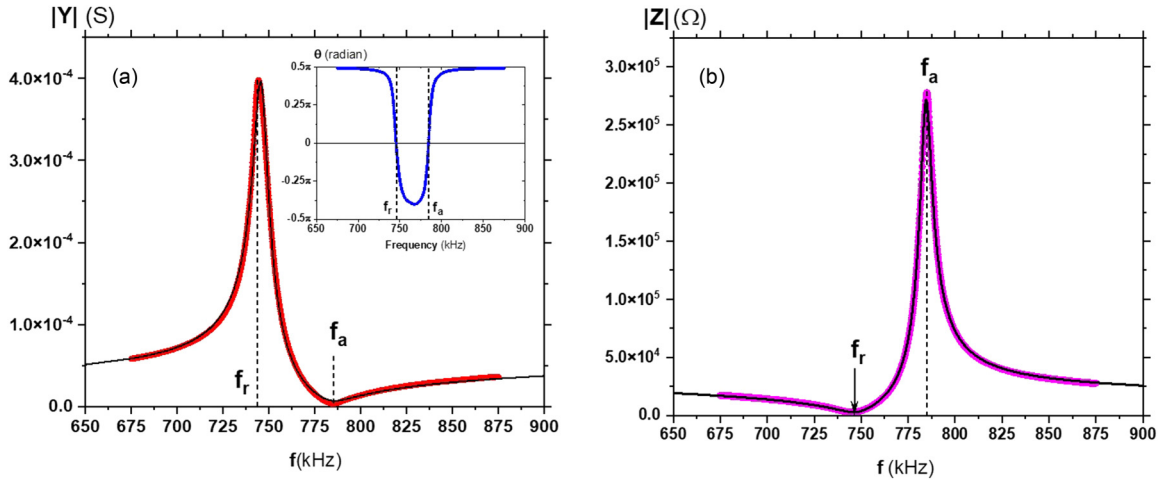 |Y| (S)
(a)
4.0×10⁻⁴
3.0×10⁻⁴
2.0×10⁻⁴
1.0×10⁻⁴
0.0
650 675 700 725 750 775 800 825 850 875 900
f(kHz)
fr
fa
θ (radian)
0.5π
0.25π
0
-0.25π
-0.5π
fr
fa
650 700 750 800 850 900
Frequency (kHz)
|Z| (Ω)
(b)
3.0×10⁵
2.5×10⁵
2.0×10⁵
1.5×10⁵
1.0×10⁵
5.0×10⁴
0.0
fa
fr
650 675 700 725 750 775 800 825 850 875 900
f (kHz)